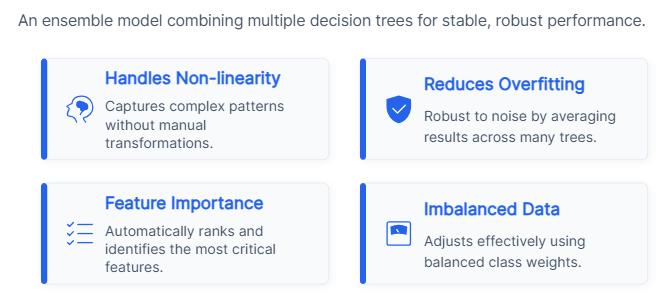 An ensemble model combining multiple decision trees for stable, robust performance.
Handles Non-linearity
Captures complex patterns
without manual
transformations.
Reduces Overfitting
Robust to noise by averaging
results across many trees.
Feature Importance
Automatically ranks and
identifies the most critical
features.
Imbalanced Data
Adjusts effectively using
balanced class weights.